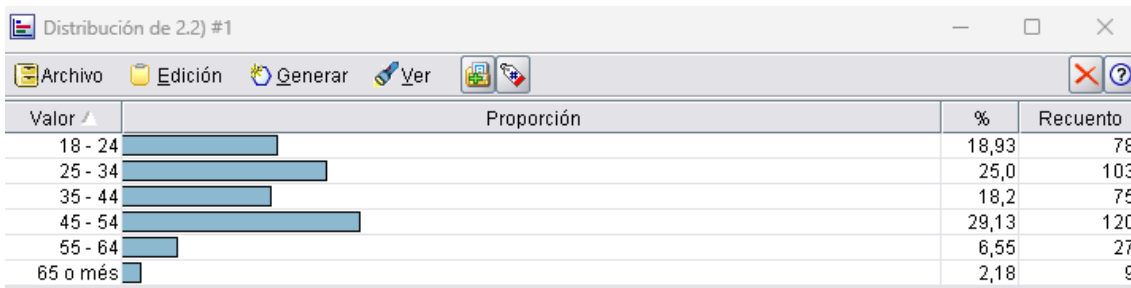 Distribución de 2.2) #1
Archivo Edición Generar Ver
Valor Proporción % Recuento
18 - 24 18,93 78
25 - 34 25,0 103
35 - 44 18,2 75
45 - 54 29,13 120
55 - 64 6,55 27
65 o més 2,18 9